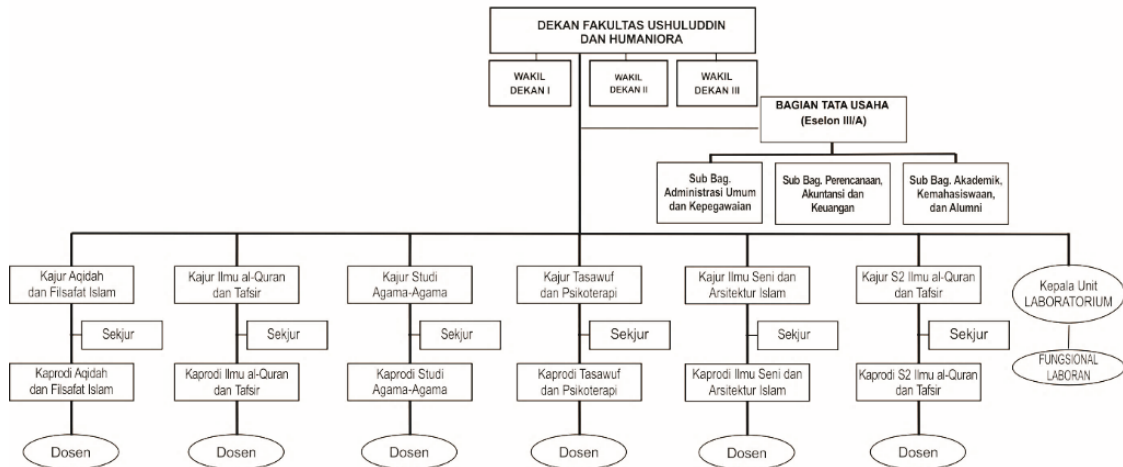 DEKAN FAKULTAS USHULUDDIN
DAN HUMANIORA
WAKIL
DEKAN I
WAKIL
DEKAN II
WAKIL
DEKAN III
BAGIAN TATA USAHA
(Eselon III/A)
Sub Bag.
Administrasi Umum
dan Kepegawaian
Sub Bag. Perencanaan,
Akuntansi dan
Keuangan
Sub Bag. Akademik,
Kemahasiswaan,
dan Alumni
Kajur Aqidah
dan Filsafat Islam
Kajur Ilmu al-Quran
dan Tafsir
Kajur Studi
Agama-Agama
Kajur Tasawuf
dan Psikoterapi
Kajur Ilmu Seni dan
Arsitektur Islam
Kajur S2 Ilmu al-Quran
dan Tafsir
Kepala Unit
LABORATORIUM
Sekjur
Sekjur
Sekjur
Sekjur
Sekjur
Sekjur
FUNGSIONAL
LABORAN
Kaprodi Aqidah
dan Filsafat Islam
Kaprodi Ilmu al-Quran
dan Tafsir
Kaprodi Studi
Agama-Agama
Kaprodi Tasawuf
dan Psikoterapi
Kaprodi Ilmu Seni dan
Arsitektur Islam
Kaprodi S2 Ilmu al-Quran
dan Tafsir
Dosen
Dosen
Dosen
Dosen
Dosen
Dosen